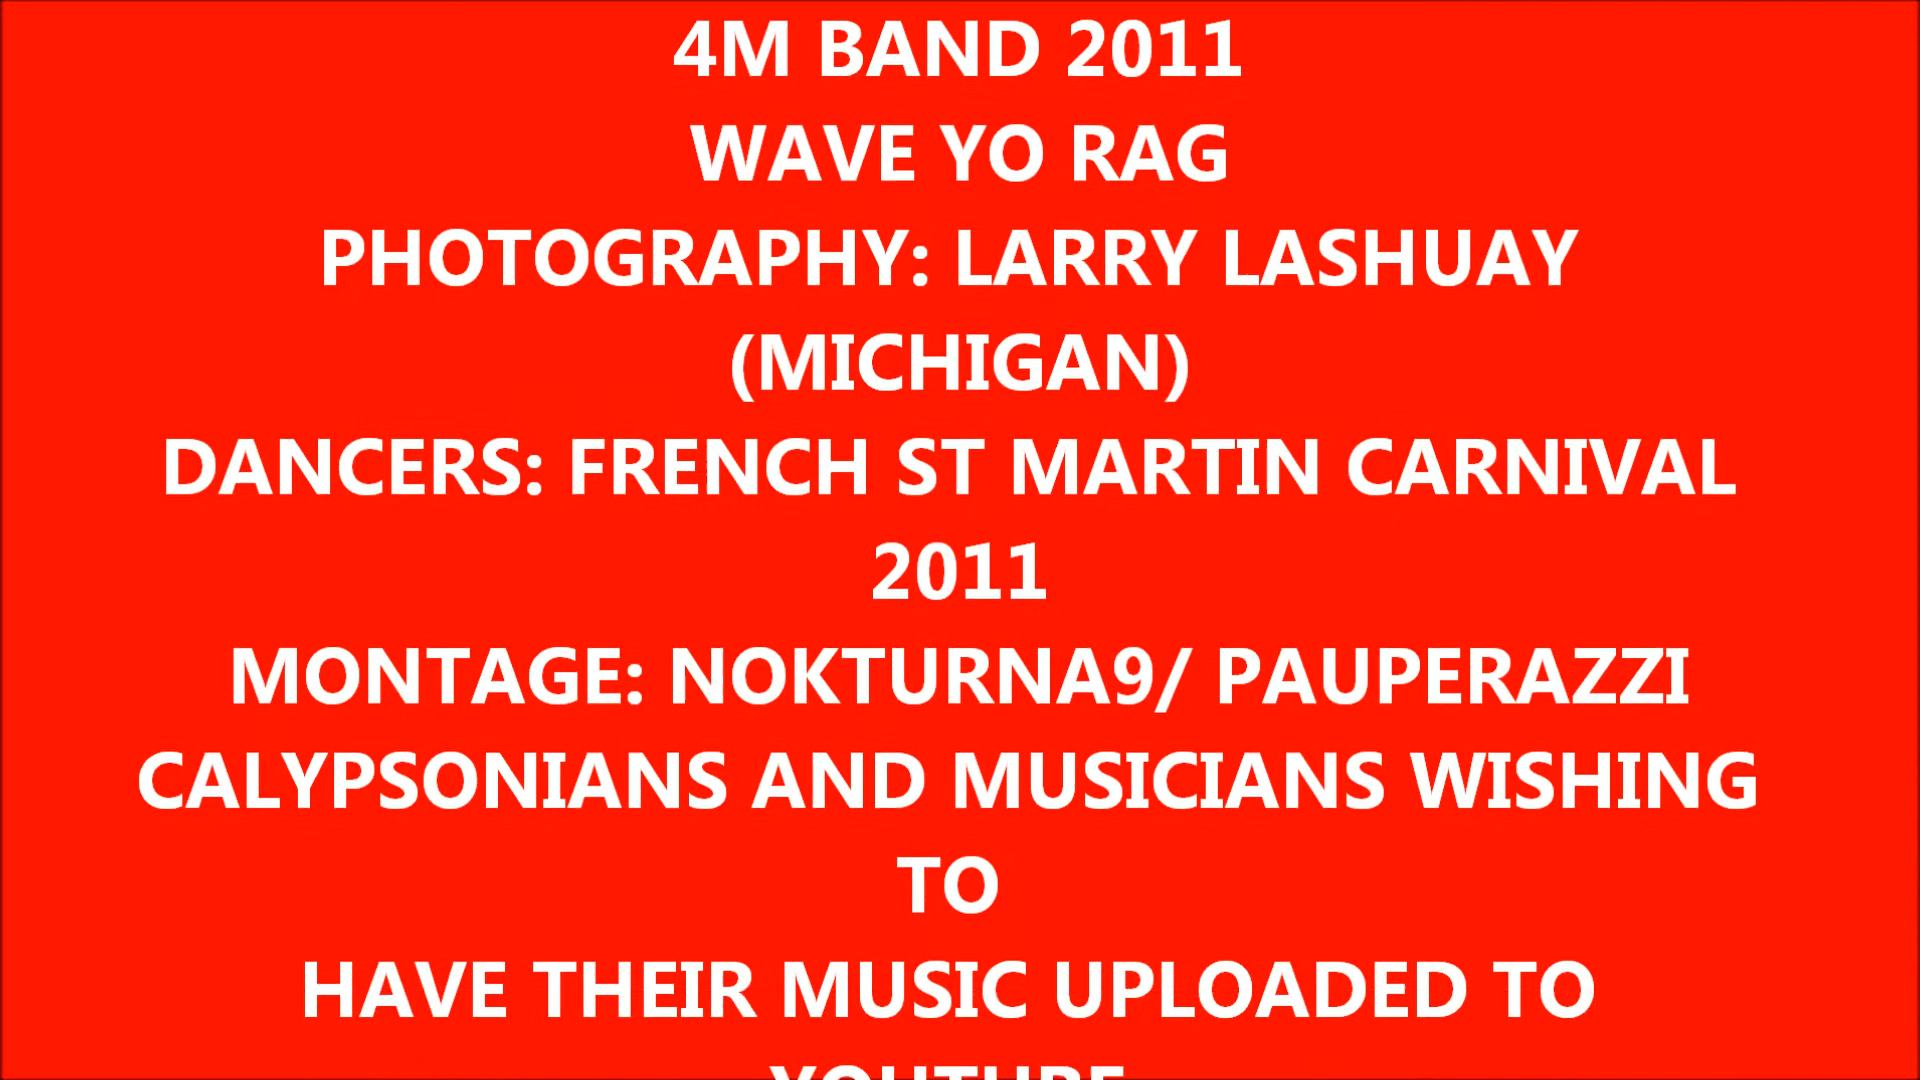 4M BAND 2011
WAVE YO RAG
PHOTOGRAPHY: LARRY LASHUAY
(MICHIGAN)
DANCERS: FRENCH ST MARTIN CARNIVAL
2011
MONTAGE: NOKTURNA9/ PAUPERAZZI
CALYPSONIANS AND MUSICIANS WISHING
TO
HAVE THEIR MUSIC UPLOADED TO
YOUTUBE